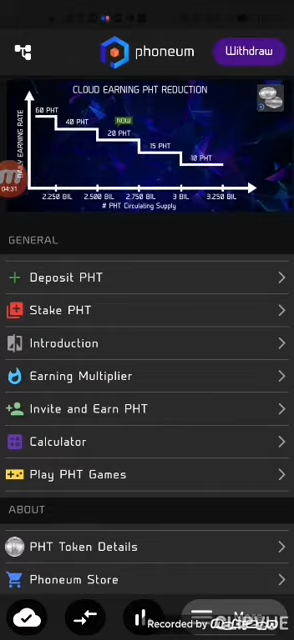 phoneum
Withdraw
CLOUD EARNING PHT REDUCTION
DAILY EARNING RATE
60 PHT
40 PHT
NOW
20 PHT
15 PHT
10 PHT
04:31
2.250 BIL
2.500 BIL
2.750 BIL
3 BIL
3.250 BIL
# PHT Circulating Supply
GENERAL
Deposit PHT
Stake PHT
Introduction
Earning Multiplier
Invite and Earn PHT
Calculator
Play PHT Games
ABOUT
PHT Token Details
Phoneum Store
Recorded by